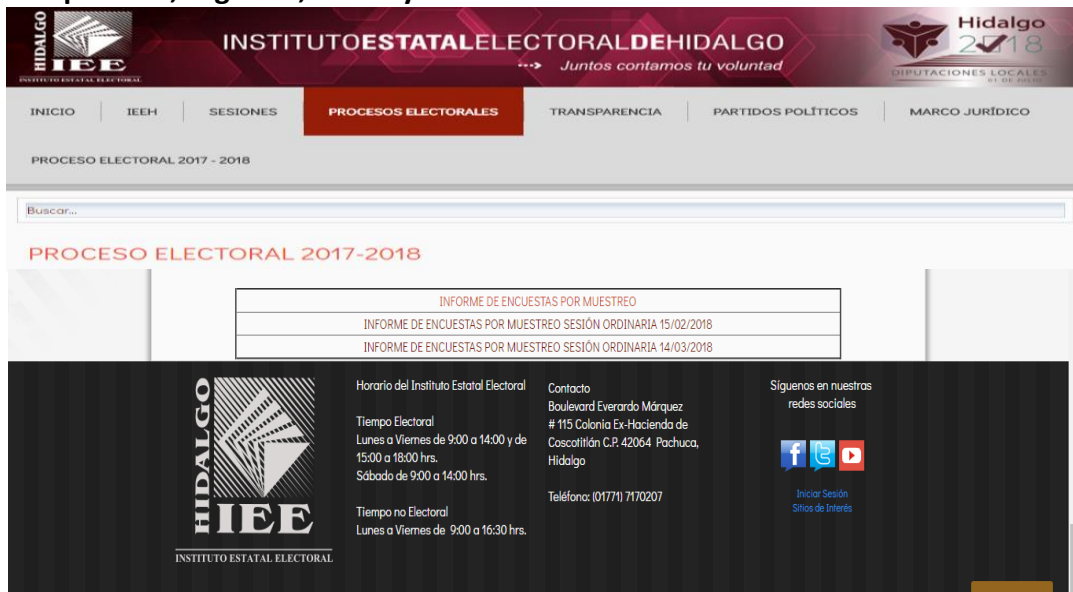 HIDALGO
IEE
INSTITUTO ESTATAL ELECTORAL
INSTITUTOESTATALELECTORALDEHIDALGO
---> Juntos contamos tu voluntad
Hidalgo
2018
DIPUTACIONES LOCALES
01 DE JULIO
INICIO
IEEH
SESIONES
PROCESOS ELECTORALES
TRANSPARENCIA
PARTIDOS POLÍTICOS
MARCO JURÍDICO
PROCESO ELECTORAL 2017 - 2018
Buscar...
PROCESO ELECTORAL 2017-2018
INFORME DE ENCUESTAS POR MUESTREO
INFORME DE ENCUESTAS POR MUESTREO SESIÓN ORDINARIA 15/02/2018
INFORME DE ENCUESTAS POR MUESTREO SESIÓN ORDINARIA 14/03/2018
HIDALGO
IEE
INSTITUTO ESTATAL ELECTORAL
Horario del Instituto Estatal Electoral
Tiempo Electoral
Lunes a Viernes de 9:00 a 14:00 y de
15:00 a 18:00 hrs.
Sábado de 9:00 a 14:00 hrs.
Tiempo no Electoral
Lunes a Viernes de 9:00 a 16:30 hrs.
Contacto
Boulevard Everardo Márquez
# 115 Colonia Ex-Hacienda de
Coscotitlán C.P. 42064 Pachuca,
Hidalgo
Teléfono: (01771) 7170207
Síguenos en nuestras
redes sociales
Iniciar Sesión
Sitios de Interés